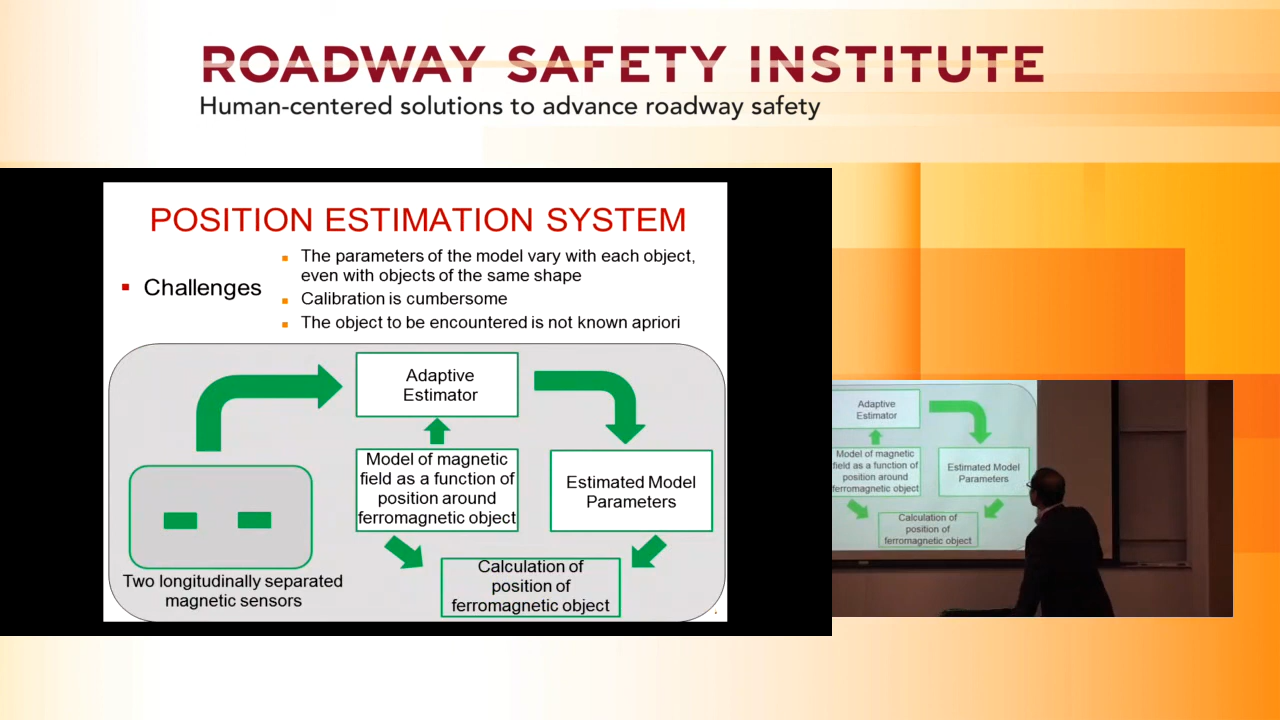 ROADWAY SAFETY INSTITUTE
Human-centered solutions to advance roadway safety
POSITION ESTIMATION SYSTEM
Challenges
The parameters of the model vary with each object,
even with objects of the same shape
Calibration is cumbersome
The object to be encountered is not known apriori
Adaptive
Estimator
Model of magnetic
field as a function of
position around
ferromagnetic object
Estimated Model
Parameters
Two longitudinally separated
magnetic sensors
Calculation of
position of
ferromagnetic object
Adaptive
Estimator
Model of magnetic
field as a function of
position around
ferromagnetic object
Estimated Model
Parameters
Calculation of
position of
ferromagnetic object